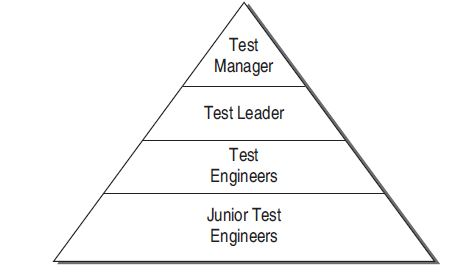 Test
Manager
Test Leader
Test
Engineers
Junior Test
Engineers